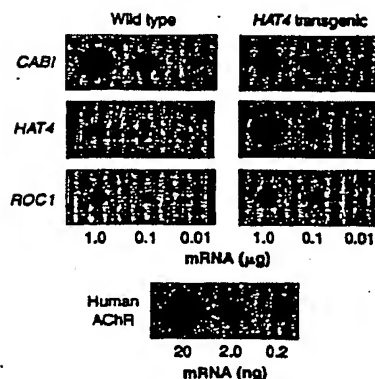 Wild type HAT4 transgenic
CAB1
HAT4
ROC1
1.0 0.1 0.01 1.0 0.1 0.01
mRNA (μg)
Human
AChR
20 2.0 0.2
mRNA (ng)